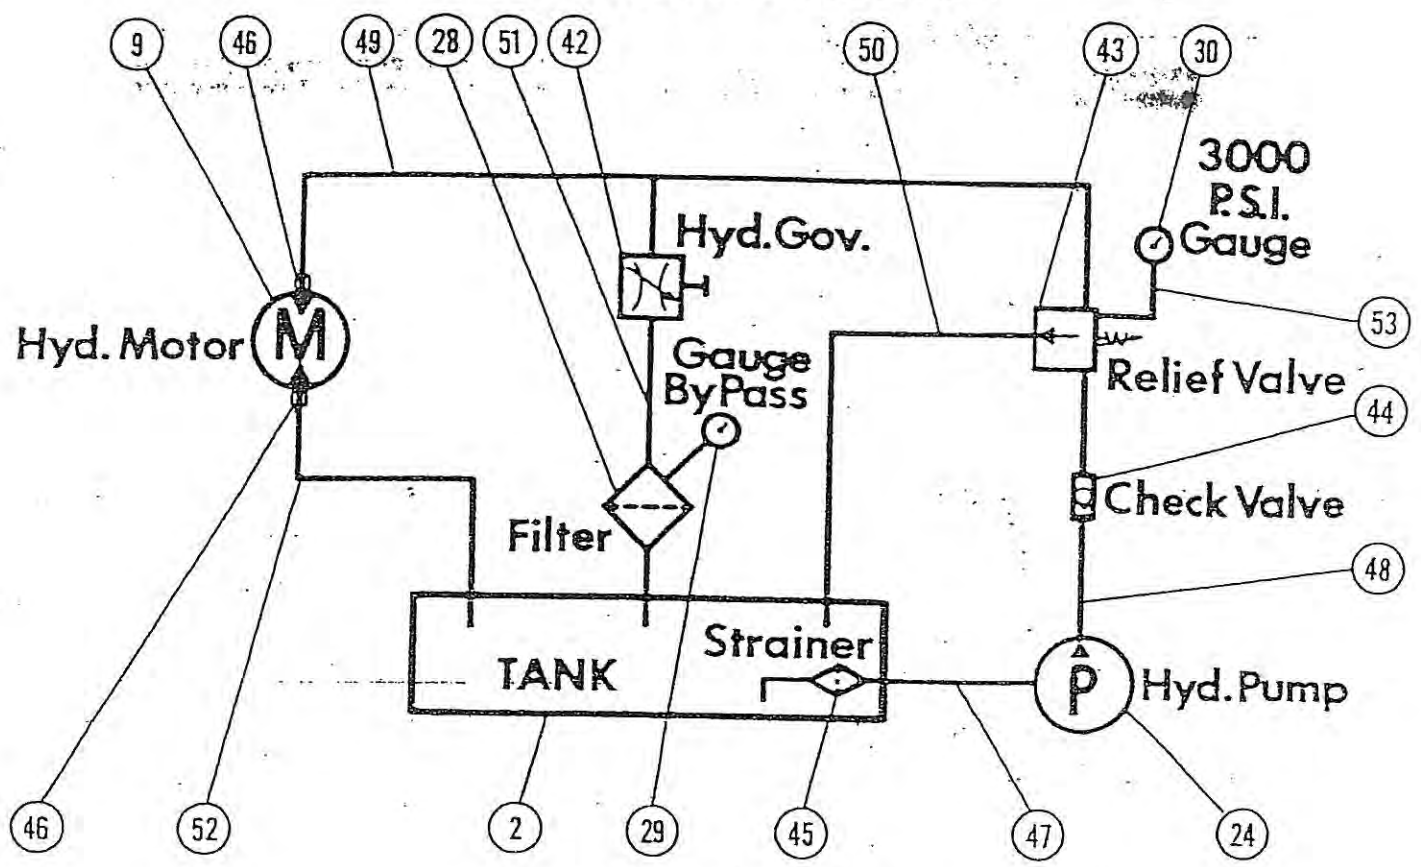 9
46
49
28
51
42
50
43
30
3000
P.S.I.
Gauge
Hyd.Gov.
53
Hyd. Motor
M
Gauge
ByPass
Relief Valve
44
Check Valve
Filter
48
Strainer
TANK
P
Hyd.Pump
46
52
2
29
45
47
24